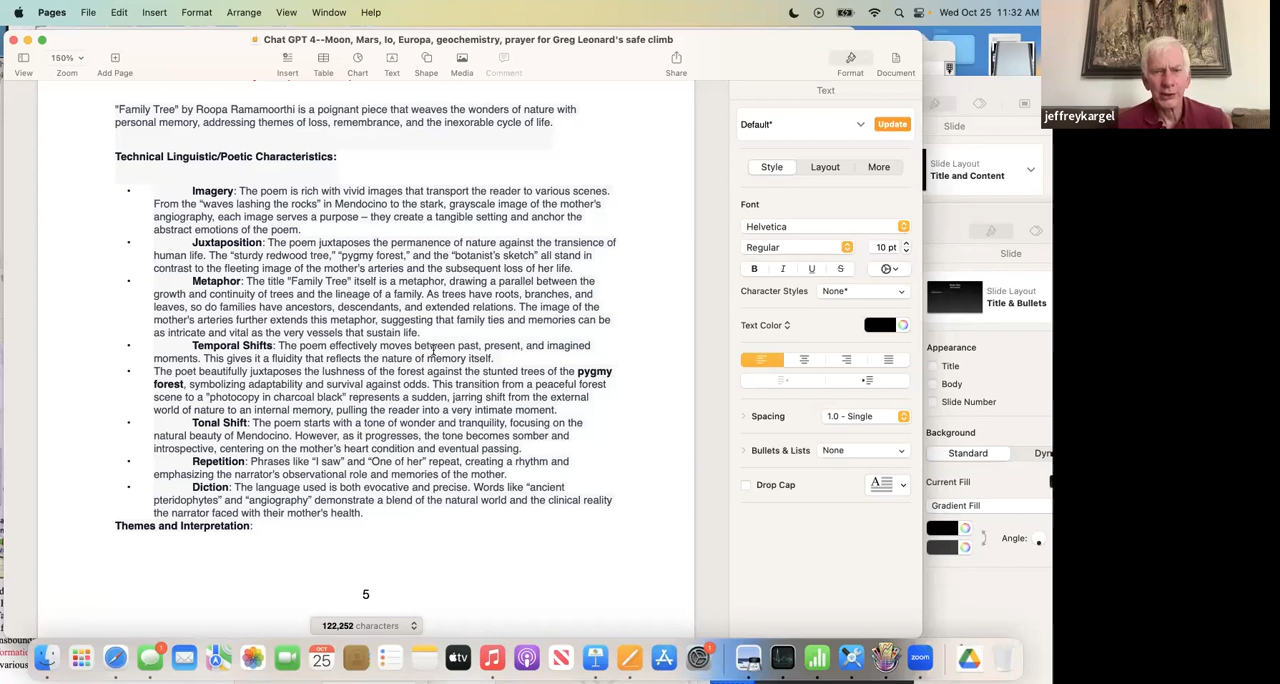 Pages File Edit Insert Format Arrange View Window Help
Wed Oct 25 11:32 AM
Chat GPT 4--Moon, Mars, Io, Europa, geochemistry, prayer for Greg Leonard's safe climb
150%
View Zoom Add Page Insert Table Chart Text Shape Media Comment Share Format Document
jeffreykargel
"Family Tree" by Roopa Ramamoorthi is a poignant piece that weaves the wonders of nature with
personal memory, addressing themes of loss, remembrance, and the inexorable cycle of life.
Technical Linguistic/Poetic Characteristics:
• Imagery: The poem is rich with vivid images that transport the reader to various scenes.
From the “waves lashing the rocks” in Mendocino to the stark, grayscale image of the mother's
angiography, each image serves a purpose – they create a tangible setting and anchor the
abstract emotions of the poem.
• Juxtaposition: The poem juxtaposes the permanence of nature against the transience of
human life. The “sturdy redwood tree,” “pygmy forest,” and the “botanist's sketch” all stand in
contrast to the fleeting image of the mother's arteries and the subsequent loss of her life.
• Metaphor: The title "Family Tree" itself is a metaphor, drawing a parallel between the
growth and continuity of trees and the lineage of a family. As trees have roots, branches, and
leaves, so do families have ancestors, descendants, and extended relations. The image of the
mother's arteries further extends this metaphor, suggesting that family ties and memories can be
as intricate and vital as the very vessels that sustain life.
• Temporal Shifts: The poem effectively moves between past, present, and imagined
moments. This gives it a fluidity that reflects the nature of memory itself.
• The poet beautifully juxtaposes the lushness of the forest against the stunted trees of the pygmy
forest, symbolizing adaptability and survival against odds. This transition from a peaceful forest
scene to a "photocopy in charcoal black" represents a sudden, jarring shift from the external
world of nature to an internal memory, pulling the reader into a very intimate moment.
• Tonal Shift: The poem starts with a tone of wonder and tranquility, focusing on the
natural beauty of Mendocino. However, as it progresses, the tone becomes somber and
introspective, centering on the mother's heart condition and eventual passing.
• Repetition: Phrases like “I saw” and “One of her” repeat, creating a rhythm and
emphasizing the narrator's observational role and memories of the mother.
• Diction: The language used is both evocative and precise. Words like “ancient
pteridophytes” and “angiography” demonstrate a blend of the natural world and the clinical reality
the narrator faced with their mother's health.
Themes and Interpretation:
5
122,252 characters
Text
Default*
Update
Style Layout More
Font
Helvetica
Regular 10 pt
B I U S
Character Styles None*
Text Color
Spacing 1.0 - Single
Bullets & Lists None
Drop Cap
A
Slide
Slide Layout
Title and Content
Slide
Slide Layout
Title & Bullets
Appearance
Title
Body
Slide Number
Background
Standard Dyn
Current Fill
Gradient Fill
Angle:
OCT
25
tv
zoom
1
1